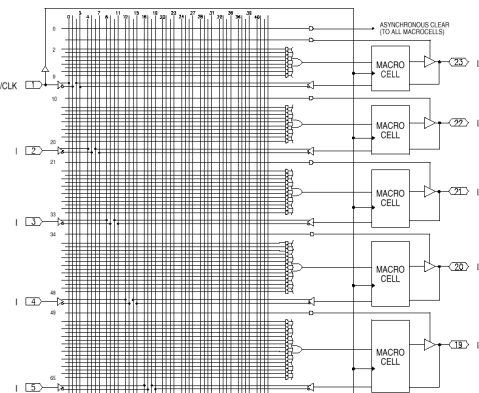 3 7 11 15 19 23 27 31 35 39
0 4 8 12 16 20 24 28 32 36 40
0
ASYNCHRONOUS CLEAR
(TO ALL MACROCELLS)
2
MACRO
CELL
23 I
8
/CLK 1
10
MACRO
CELL
22 I
20
I 2
21
MACRO
CELL
21 I
33
I 3
34
MACRO
CELL
20 I
48
I 4
49
MACRO
CELL
19 I
65
I 5